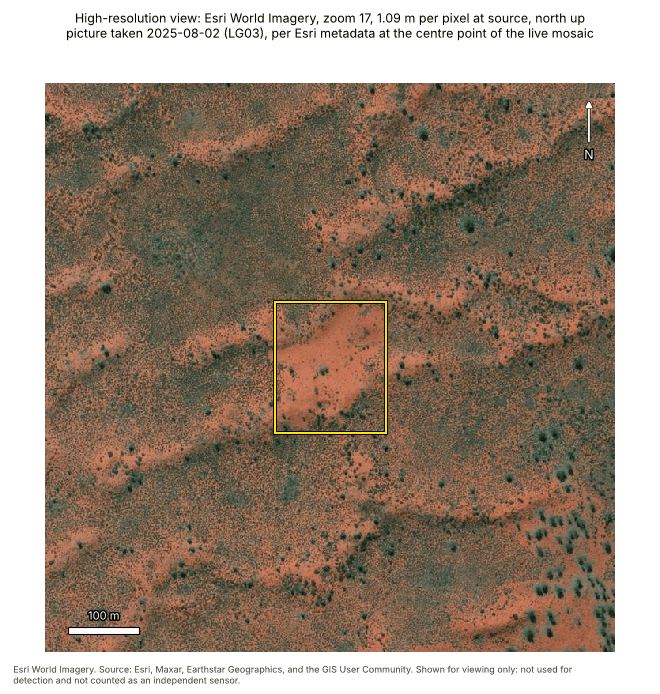 High-resolution view: Esri World Imagery, zoom 17, 1.09 m per pixel at source, north up
picture taken 2025-08-02 (LG03), per Esri metadata at the centre point of the live mosaic
N
100 m
Esri World Imagery. Source: Esri, Maxar, Earthstar Geographics, and the GIS User Community. Shown for viewing only: not used for
detection and not counted as an independent sensor.